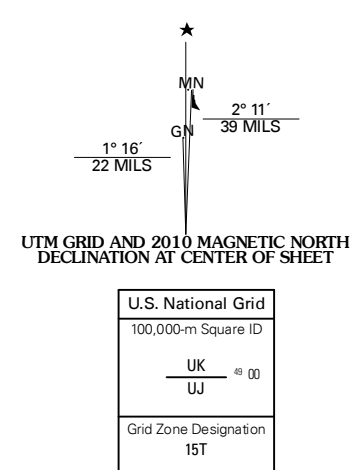 ★
MN
2° 11´
39 MILS
GN
1° 16´
22 MILS
UTM GRID AND 2010 MAGNETIC NORTH
DECLINATION AT CENTER OF SHEET
U.S. National Grid
100,000-m Square ID
UK
49 00
UJ
Grid Zone Designation
15T